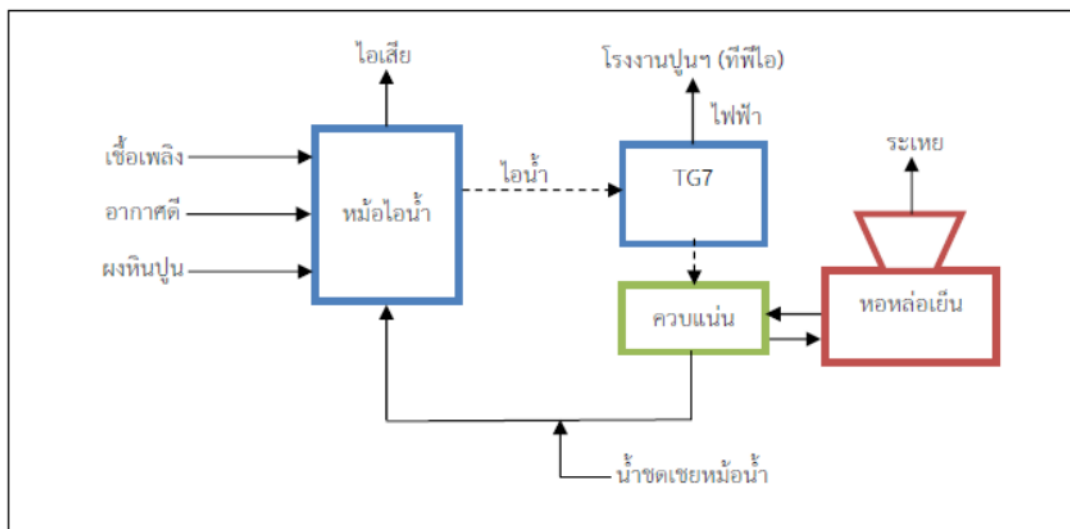 ไอเสีย
โรงงานปูนฯ (ทีพีไอ)
ไฟฟ้า
ระเหย
เชื้อเพลิง
ไอน้ำ
TG7
อากาศดี
หม้อไอน้ำ
ผงหินปูน
ควบแน่น
หอหล่อเย็น
น้ำชดเชยหม้อน้ำ